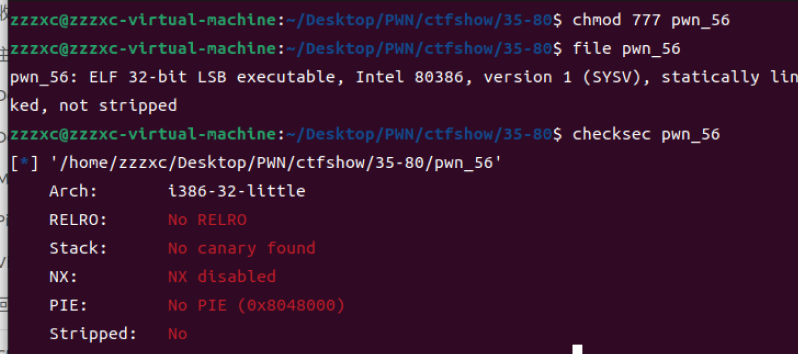 zzzxc@zzzxc-virtual-machine:~/Desktop/PWN/ctfshow/35-80$ chmod 777 pwn_56
zzzxc@zzzxc-virtual-machine:~/Desktop/PWN/ctfshow/35-80$ file pwn_56
pwn_56: ELF 32-bit LSB executable, Intel 80386, version 1 (SYSV), statically lin
ked, not stripped
zzzxc@zzzxc-virtual-machine:~/Desktop/PWN/ctfshow/35-80$ checksec pwn_56
[*] '/home/zzzxc/Desktop/PWN/ctfshow/35-80/pwn_56'
Arch: i386-32-little
RELRO: No RELRO
Stack: No canary found
NX: NX disabled
PIE: No PIE (0x8048000)
Stripped: No